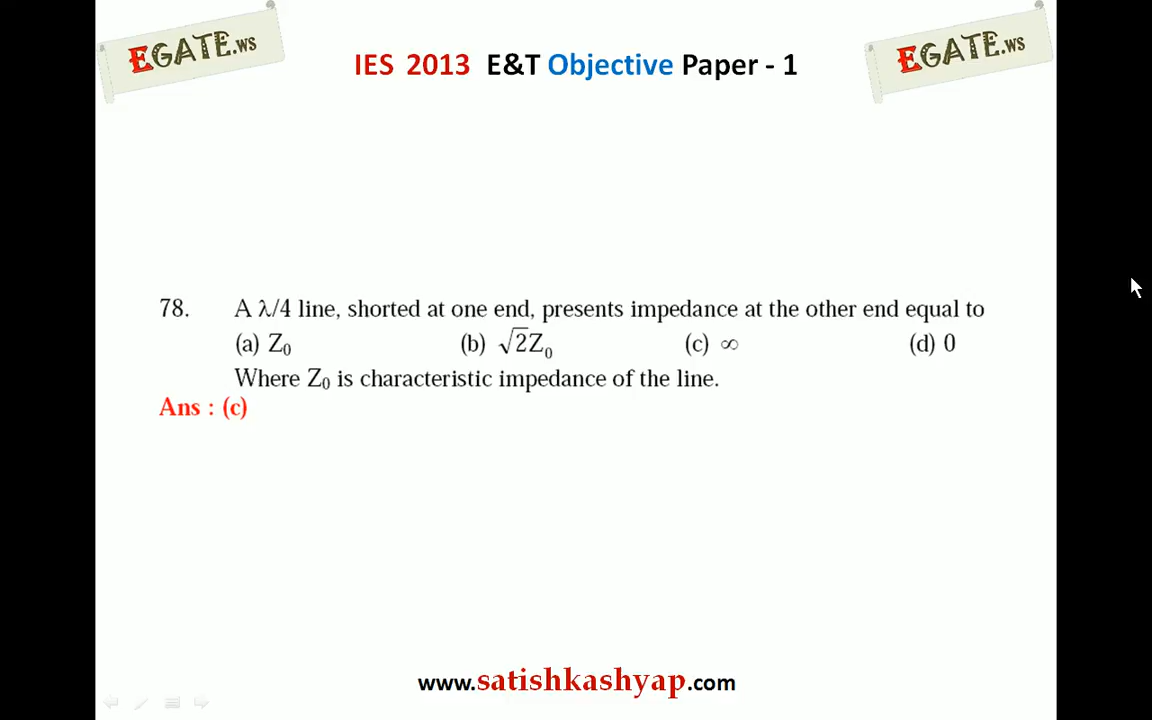 EGATE.ws
IES 2013 E&T Objective Paper - 1
EGATE.ws
78. A λ/4 line, shorted at one end, presents impedance at the other end equal to
(a) Z₀ (b) √2Z₀ (c) ∞ (d) 0
Where Z₀ is characteristic impedance of the line.
Ans : (c)
www.satishkashyap.com